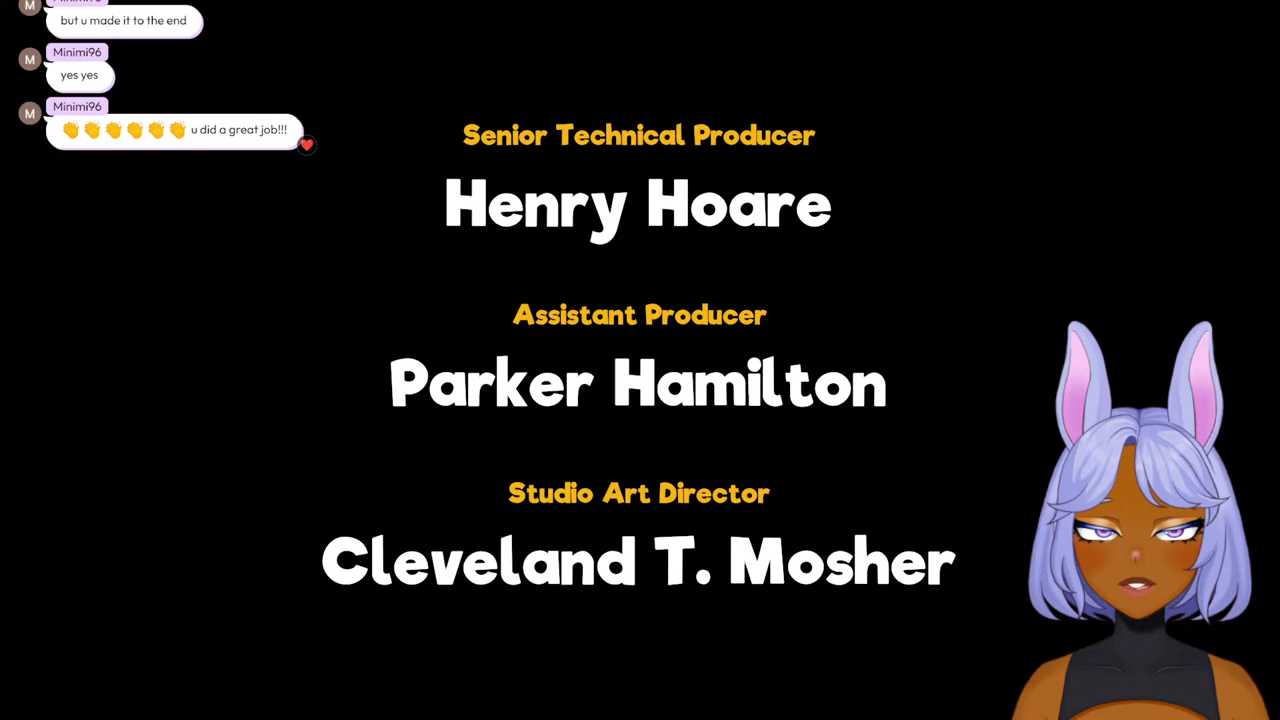 but u made it to the end
M
Minimi96
yes yes
M
Minimi96
👏👏👏👏👏👏 u did a great job!!!
Senior Technical Producer
Henry Hoare
Assistant Producer
Parker Hamilton
Studio Art Director
Cleveland T. Mosher